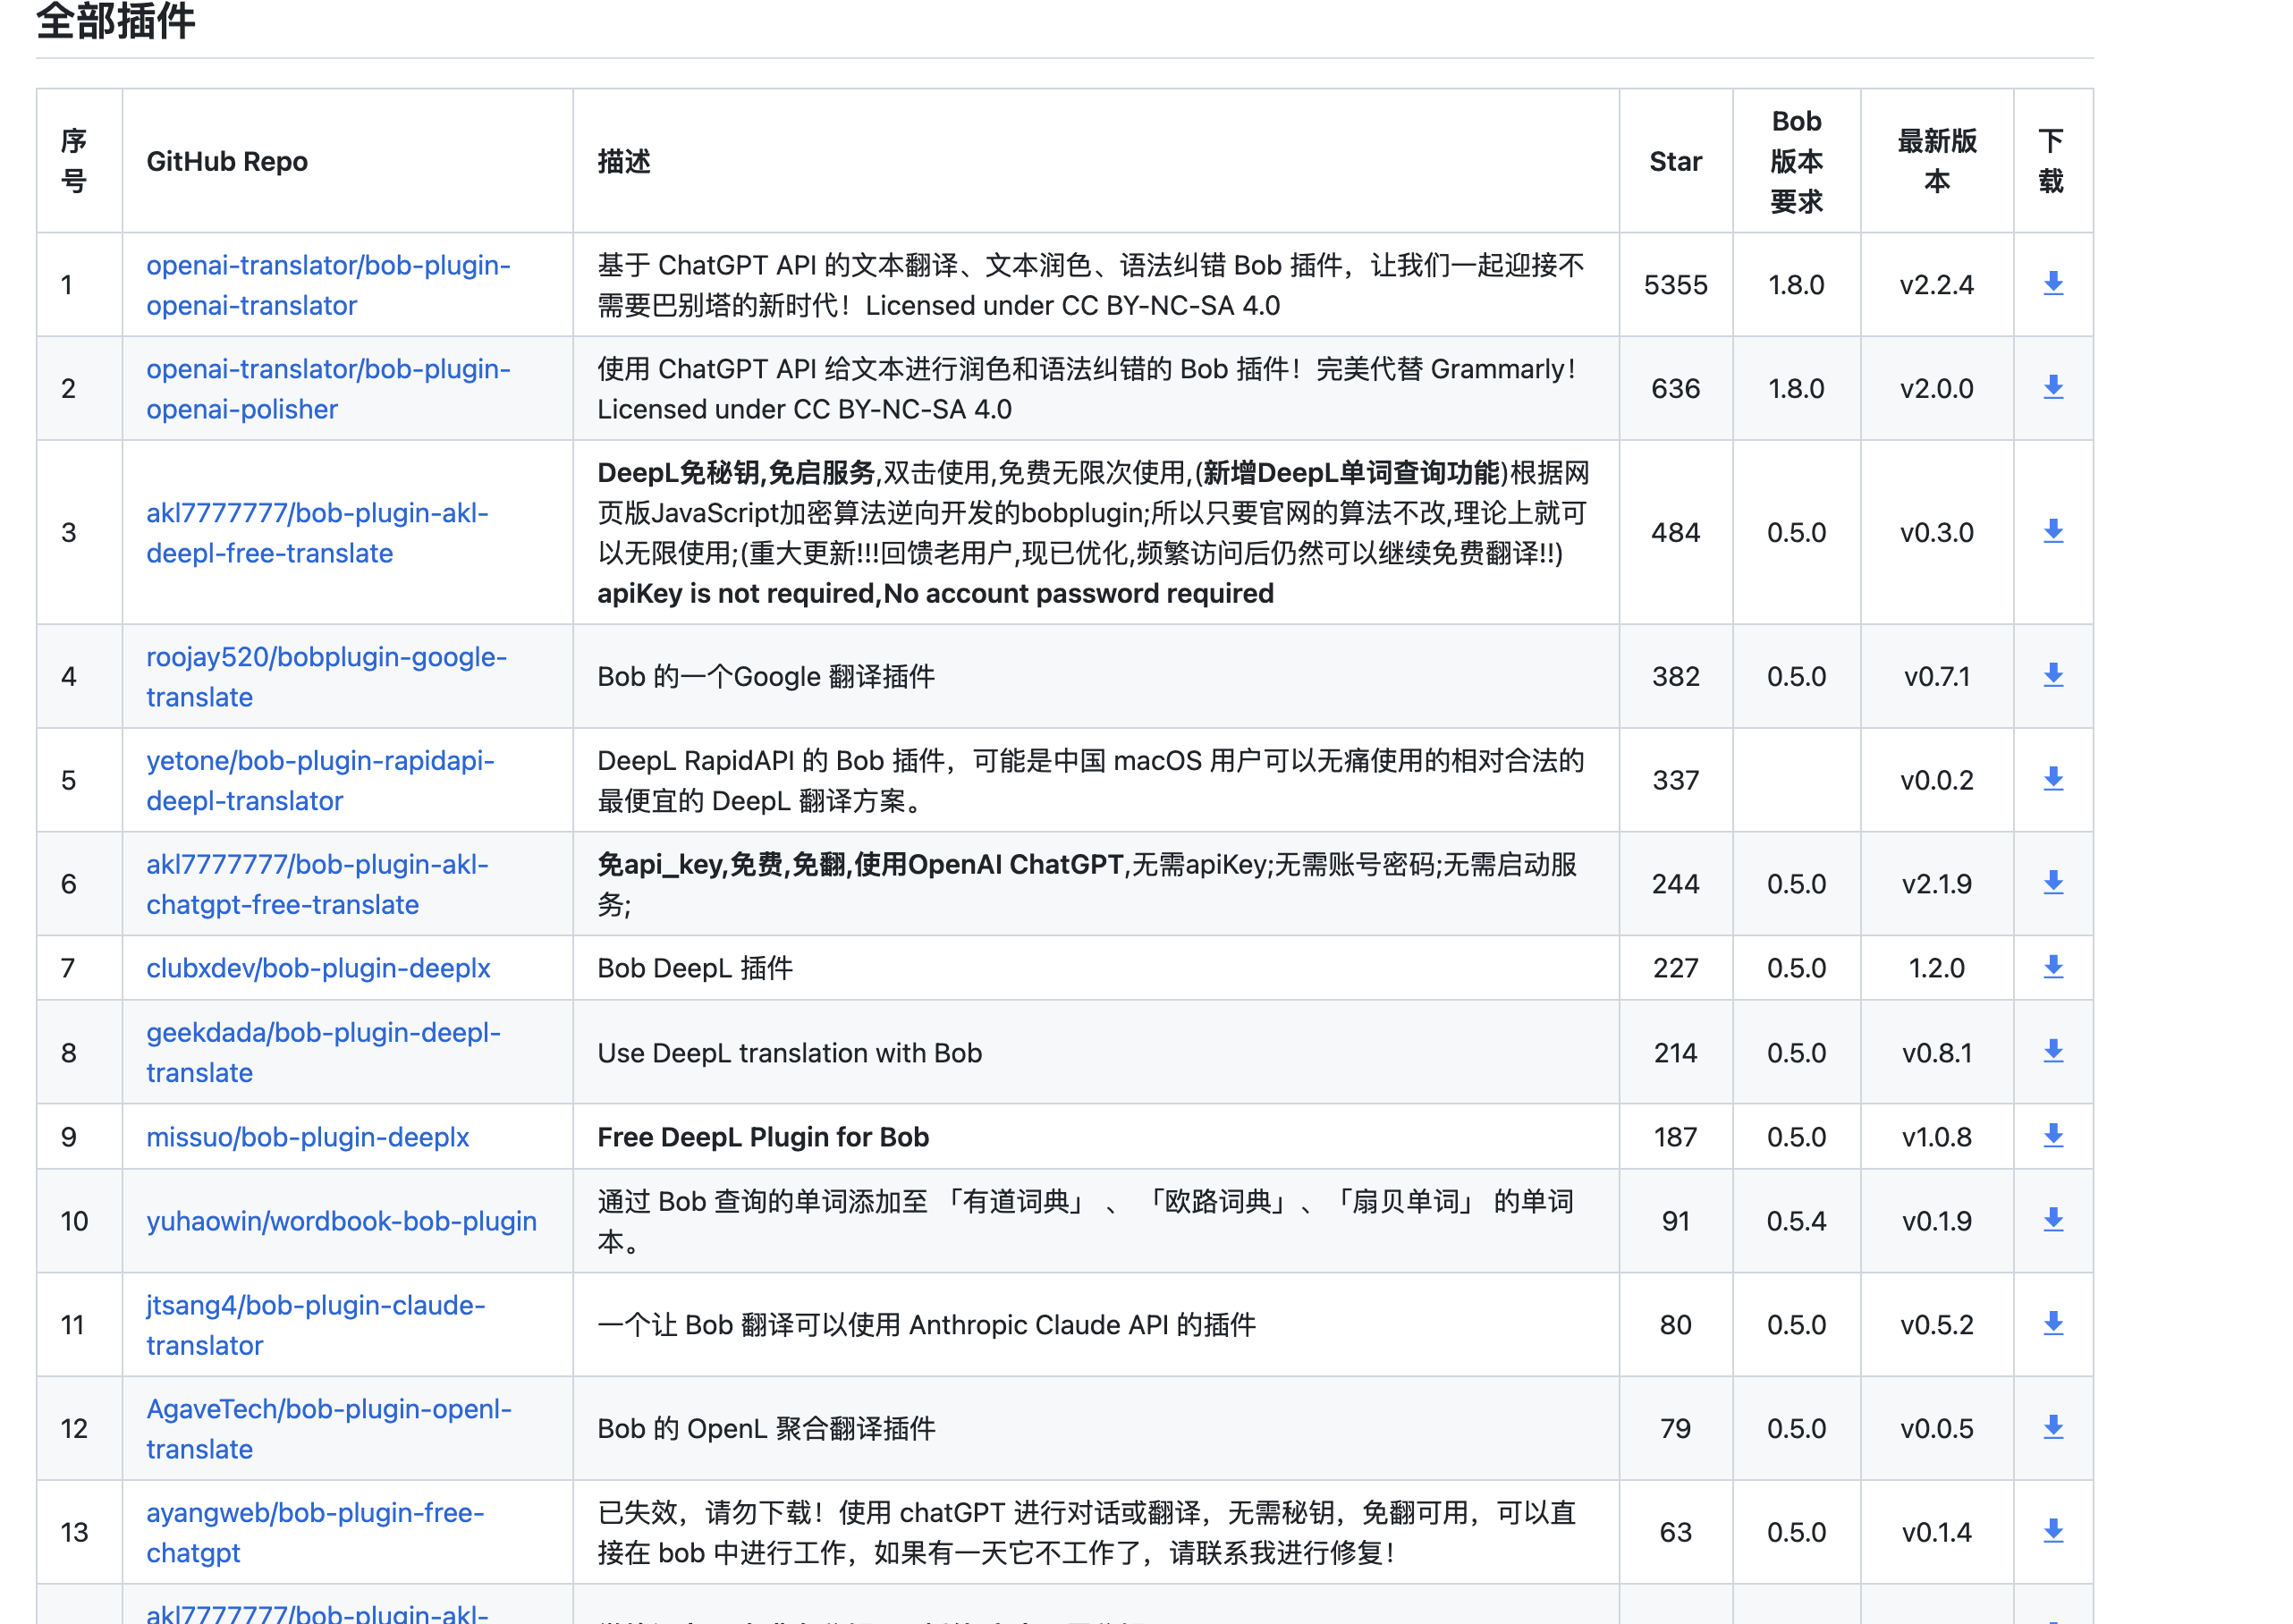 全部插件
序
号
GitHub Repo
描述
Star
Bob
版本
要求
最新版
本
下
载
1
openai-translator/bob-plugin-
openai-translator
基于 ChatGPT API 的文本翻译、文本润色、语法纠错 Bob 插件，让我们一起迎接不
需要巴别塔的新时代！Licensed under CC BY-NC-SA 4.0
5355
1.8.0
v2.2.4
2
openai-translator/bob-plugin-
openai-polisher
使用 ChatGPT API 给文本进行润色和语法纠错的 Bob 插件！完美代替 Grammarly！
Licensed under CC BY-NC-SA 4.0
636
1.8.0
v2.0.0
3
akl7777777/bob-plugin-akl-
deepl-free-translate
DeepL免秘钥,免启服务,双击使用,免费无限次使用,(新增DeepL单词查询功能)根据网
页版JavaScript加密算法逆向开发的bobplugin;所以只要官网的算法不改,理论上就可
以无限使用;(重大更新!!!回馈老用户,现已优化,频繁访问后仍然可以继续免费翻译!!)
apiKey is not required,No account password required
484
0.5.0
v0.3.0
4
roojay520/bobplugin-google-
translate
Bob 的一个Google 翻译插件
382
0.5.0
v0.7.1
5
yetone/bob-plugin-rapidapi-
deepl-translator
DeepL RapidAPI 的 Bob 插件，可能是中国 macOS 用户可以无痛使用的相对合法的
最便宜的 DeepL 翻译方案。
337
v0.0.2
6
akl7777777/bob-plugin-akl-
chatgpt-free-translate
免api_key,免费,免翻,使用OpenAI ChatGPT,无需apiKey;无需账号密码;无需启动服
务;
244
0.5.0
v2.1.9
7
clubxdev/bob-plugin-deeplx
Bob DeepL 插件
227
0.5.0
1.2.0
8
geekdada/bob-plugin-deepl-
translate
Use DeepL translation with Bob
214
0.5.0
v0.8.1
9
missuo/bob-plugin-deeplx
Free DeepL Plugin for Bob
187
0.5.0
v1.0.8
10
yuhaowin/wordbook-bob-plugin
通过 Bob 查询的单词添加至 「有道词典」 、 「欧路词典」、 「扇贝单词」 的单词
本。
91
0.5.4
v0.1.9
11
jtsang4/bob-plugin-claude-
translator
一个让 Bob 翻译可以使用 Anthropic Claude API 的插件
80
0.5.0
v0.5.2
12
AgaveTech/bob-plugin-openl-
translate
Bob 的 OpenL 聚合翻译插件
79
0.5.0
v0.0.5
13
ayangweb/bob-plugin-free-
chatgpt
已失效，请勿下载！使用 chatGPT 进行对话或翻译，无需秘钥，免翻可用，可以直
接在 bob 中进行工作，如果有一天它不工作了，请联系我进行修复！
63
0.5.0
v0.1.4
akl7777777/bob-plugin-akl-